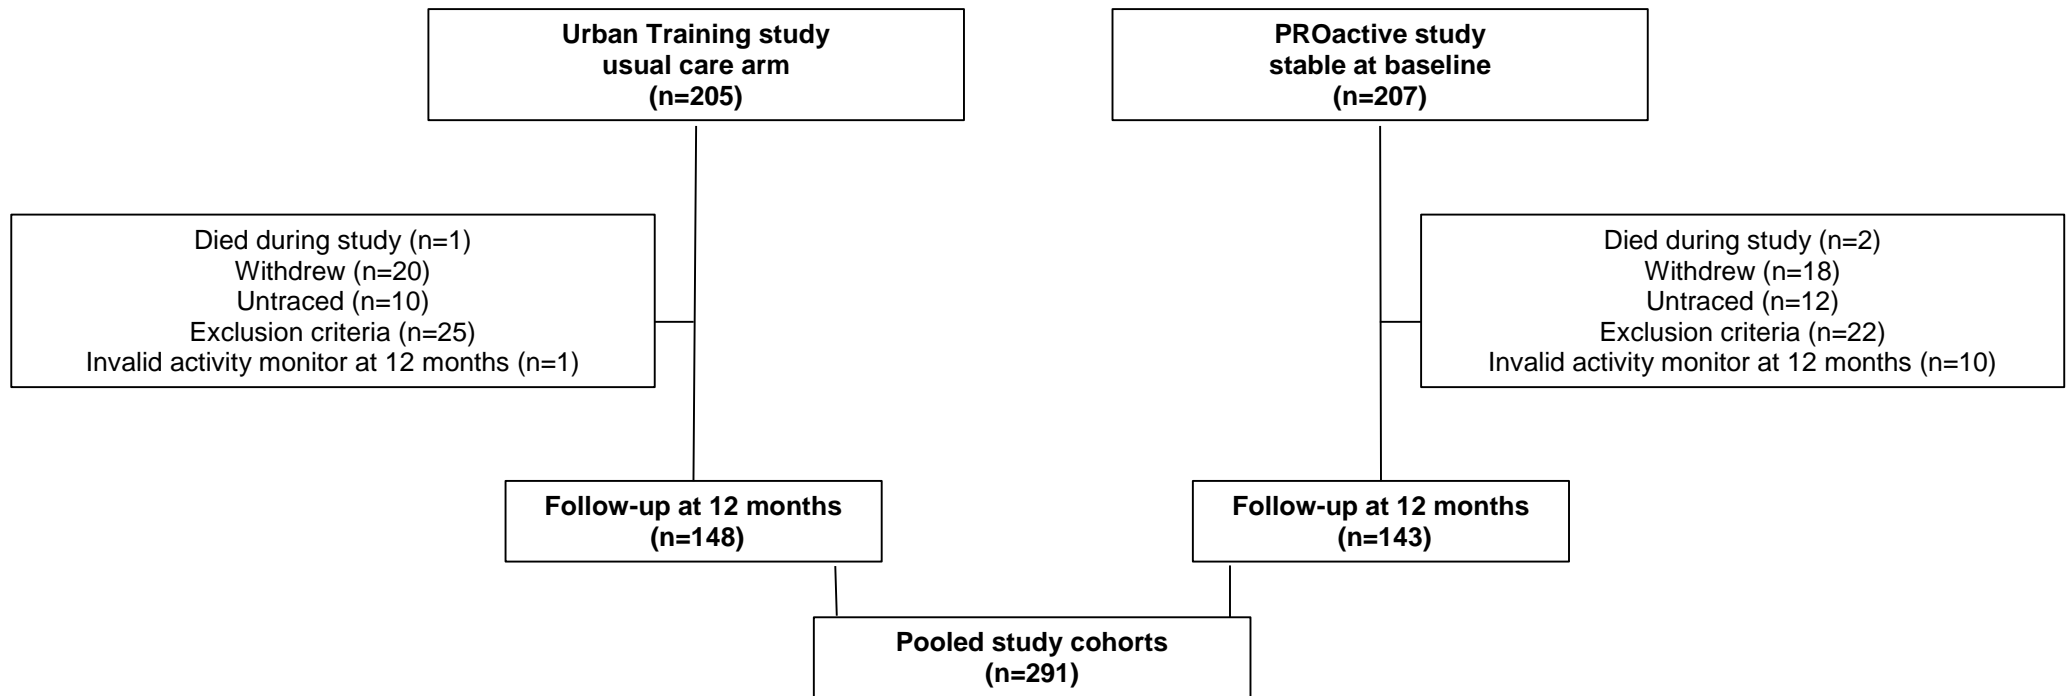 Urban Training study
usual care arm
(n=205)
PROactive study
stable at baseline
(n=207)
Died during study (n=1)
Withdrew (n=20)
Untraced (n=10)
Exclusion criteria (n=25)
Invalid activity monitor at 12 months (n=1)
Died during study (n=2)
Withdrew (n=18)
Untraced (n=12)
Exclusion criteria (n=22)
Invalid activity monitor at 12 months (n=10)
Follow-up at 12 months
(n=148)
Follow-up at 12 months
(n=143)
Pooled study cohorts
(n=291)